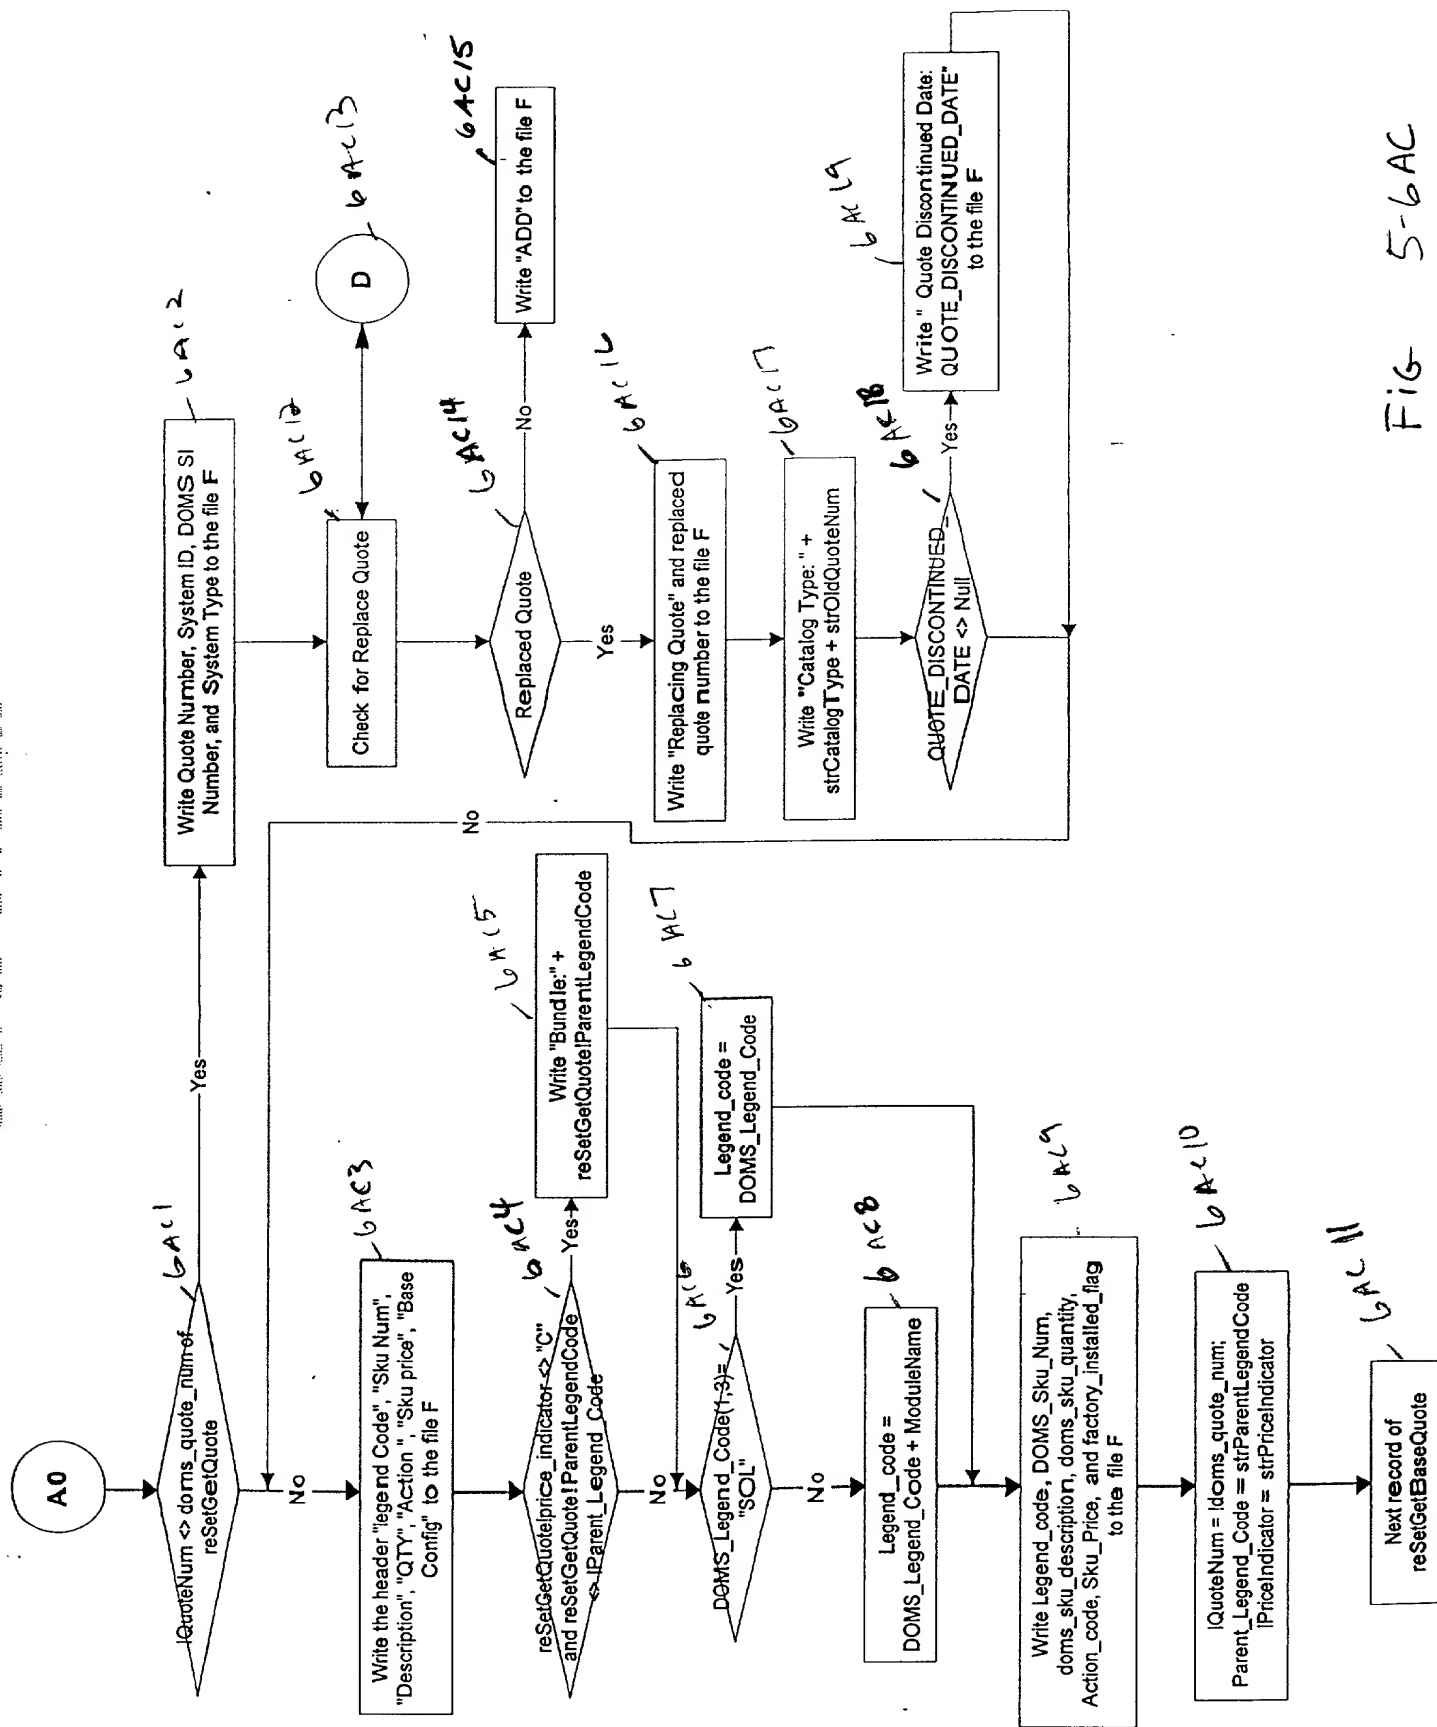 A0
6AC1
lQuoteNum <> doms_quote_num of
reSetGetQuote
Yes
6AC2
Write Quote Number, System ID, DOMS SI
Number, and System Type to the file F
No
6AC3
Write the header "legend Code", "Sku Num",
"Description", "QTY", "Action ", "Sku price", "Base
Config" to the file F
6AC12
Check for Replace Quote
D
6AC13
6AC4
reSetGetQuote!price_indicator <> "C"
and reSetGetQuote!ParentLegendCode
<> lParent_Legend_Code
Yes
6AC5
Write "Bundle:" +
reSetGetQuote!ParentLegendCode
No
6AC14
Replaced Quote
No
6AC15
Write "ADD" to the file F
Yes
6AC16
Write "Replacing Quote" and replaced
quote number to the file F
6AC6
DOMS_Legend_Code(1,3)=
"SOL"
Yes
6AC7
Legend_code =
DOMS_Legend_Code
No
6AC17
Write "Catalog Type: " +
strCatalogType + strOldQuoteNum
6AC8
Legend_code =
DOMS_Legend_Code + ModuleName
6AC18
QUOTE_DISCONTINUED_
DATE <> Null
Yes
6AC19
Write " Quote Discontinued Date:
QUOTE_DISCONTINUED_DATE"
to the file F
No
6AC9
Write Legend_code, DOMS_Sku_Num,
doms_sku_description, doms_sku_quantity,
Action_code, Sku_Price, and factory_installed_flag
to the file F
6AC10
lQuoteNum = !doms_quote_num;
Parent_Legend_Code = strParentLegendCode
lPriceIndicator = strPriceIndicator
6AC11
Next record of
reSetGetBaseQuote
FiG 5-6AC